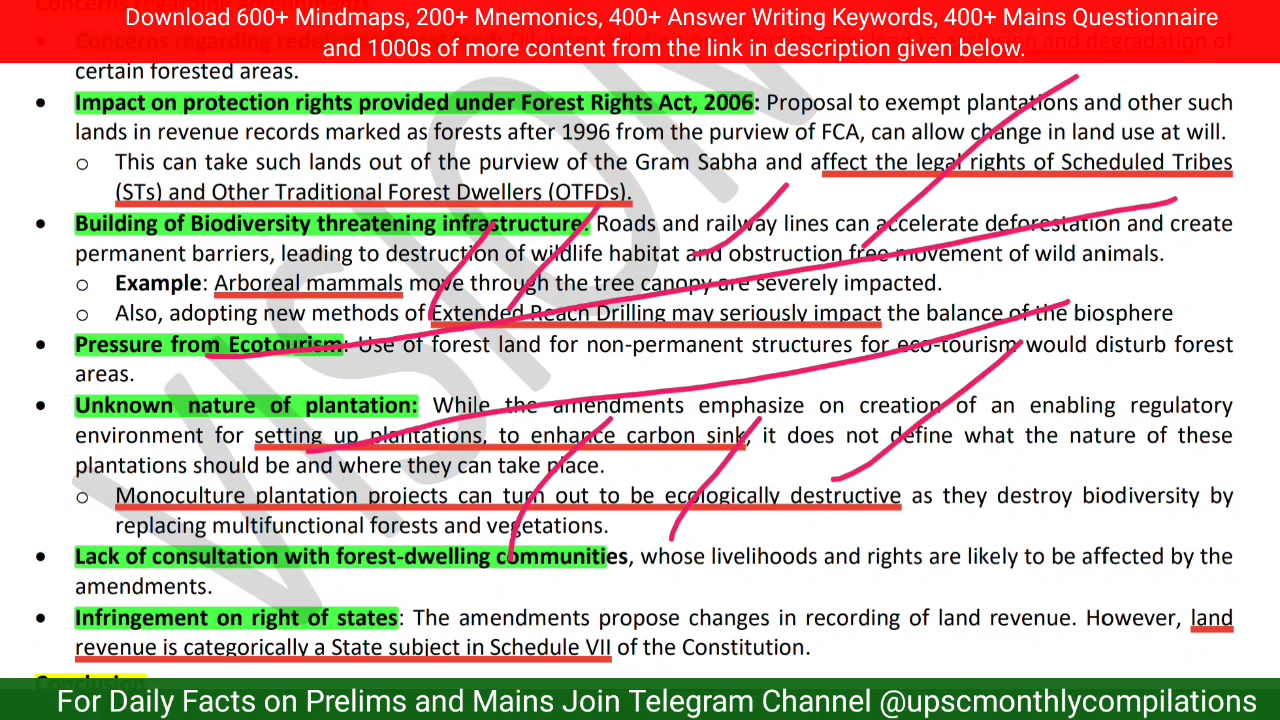 Download 600+ Mindmaps, 200+ Mnemonics, 400+ Answer Writing Keywords, 400+ Mains Questionnaire
and 1000s of more content from the link in description given below.
certain forested areas.
• Impact on protection rights provided under Forest Rights Act, 2006: Proposal to exempt plantations and other such
lands in revenue records marked as forests after 1996 from the purview of FCA, can allow change in land use at will.
o This can take such lands out of the purview of the Gram Sabha and affect the legal rights of Scheduled Tribes
(STs) and Other Traditional Forest Dwellers (OTFDs).
• Building of Biodiversity threatening infrastructure: Roads and railway lines can accelerate deforestation and create
permanent barriers, leading to destruction of wildlife habitat and obstruction free movement of wild animals.
o Example: Arboreal mammals move through the tree canopy are severely impacted.
o Also, adopting new methods of Extended Reach Drilling may seriously impact the balance of the biosphere
• Pressure from Ecotourism: Use of forest land for non-permanent structures for eco-tourism would disturb forest
areas.
• Unknown nature of plantation: While the amendments emphasize on creation of an enabling regulatory
environment for setting up plantations, to enhance carbon sink, it does not define what the nature of these
plantations should be and where they can take place.
o Monoculture plantation projects can turn out to be ecologically destructive as they destroy biodiversity by
replacing multifunctional forests and vegetations.
• Lack of consultation with forest-dwelling communities, whose livelihoods and rights are likely to be affected by the
amendments.
• Infringement on right of states: The amendments propose changes in recording of land revenue. However, land
revenue is categorically a State subject in Schedule VII of the Constitution.
Conclusion
For Daily Facts on Prelims and Mains Join Telegram Channel @upscmonthlycompilations
VISION